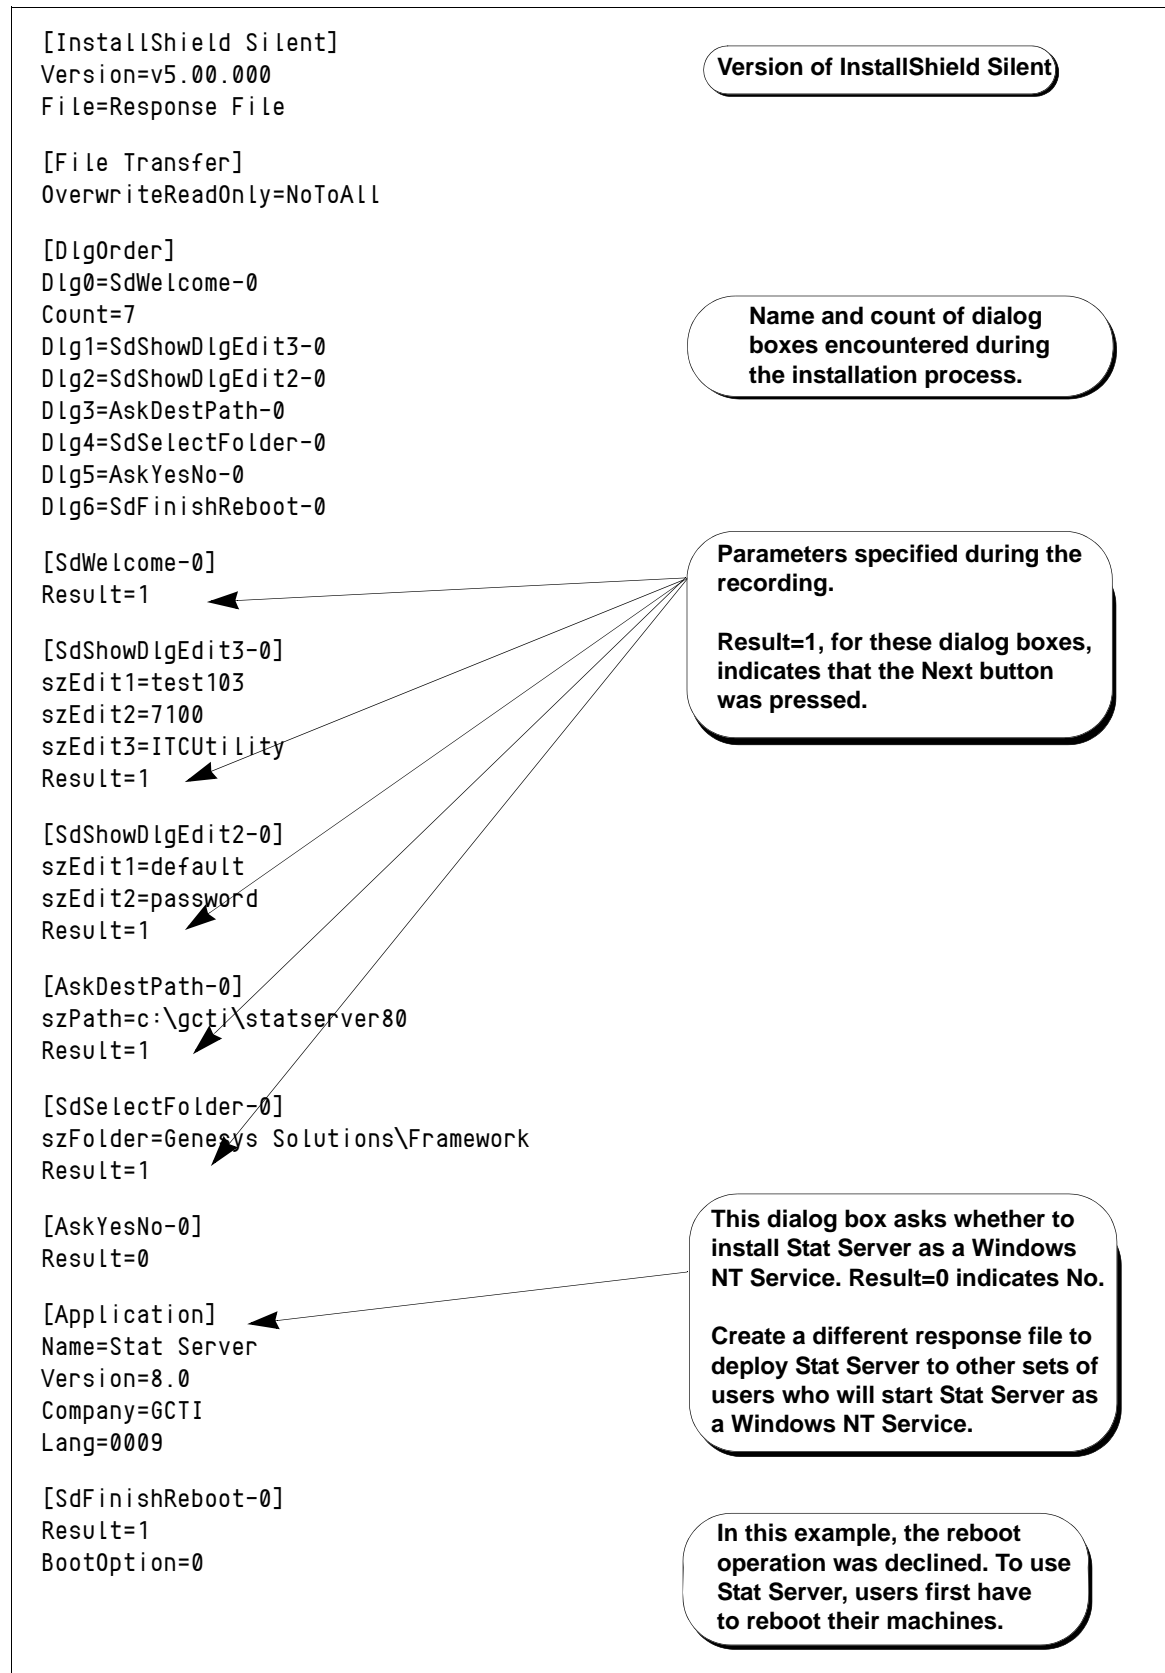 [InstallShield Silent]
Version=v5.00.000
File=Response File
Version of InstallShield Silent
[File Transfer]
OverwriteReadOnly=NoToAll
[DlgOrder]
Dlg0=SdWelcome-0
Count=7
Dlg1=SdShowDlgEdit3-0
Dlg2=SdShowDlgEdit2-0
Dlg3=AskDestPath-0
Dlg4=SdSelectFolder-0
Dlg5=AskYesNo-0
Dlg6=SdFinishReboot-0
Name and count of dialog
boxes encountered during
the installation process.
[SdWelcome-0]
Result=1
[SdShowDlgEdit3-0]
szEdit1=test103
szEdit2=7100
szEdit3=ITCUtility
Result=1
Parameters specified during the
recording.
Result=1, for these dialog boxes,
indicates that the Next button
was pressed.
[SdShowDlgEdit2-0]
szEdit1=default
szEdit2=password
Result=1
[AskDestPath-0]
szPath=c:\gcti\statserver80
Result=1
[SdSelectFolder-0]
szFolder=Genesys Solutions\Framework
Result=1
[AskYesNo-0]
Result=0
[Application]
Name=Stat Server
Version=8.0
Company=GCTI
Lang=0009
This dialog box asks whether to
install Stat Server as a Windows
NT Service. Result=0 indicates No.
Create a different response file to
deploy Stat Server to other sets of
users who will start Stat Server as
a Windows NT Service.
[SdFinishReboot-0]
Result=1
BootOption=0
In this example, the reboot
operation was declined. To use
Stat Server, users first have
to reboot their machines.